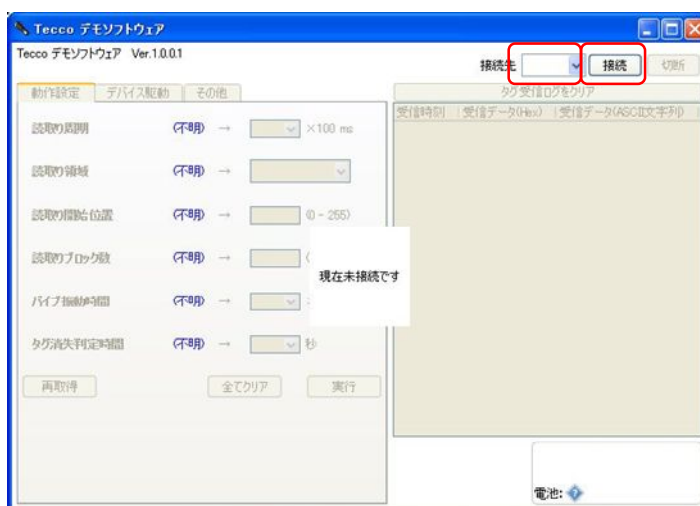 Tecco デモソフトウェア
Tecco デモソフトウェア Ver.1.0.0.1
接続先
接続
切断
動作設定 デバイス駆動 その他
読取り周期 (不明) → ×100 ms
読取り領域 (不明) →
読取り開始位置 (不明) → (0 - 255)
読取りブロック数 (不明) → (
バイブ振動時間 (不明) →
タグ消失判定時間 (不明) → 秒
再取得 全てクリア 実行
現在未接続です
タグ受信ログをクリア
受信時刻 受信データ(Hex) 受信データ(ASCII文字列)
電池: